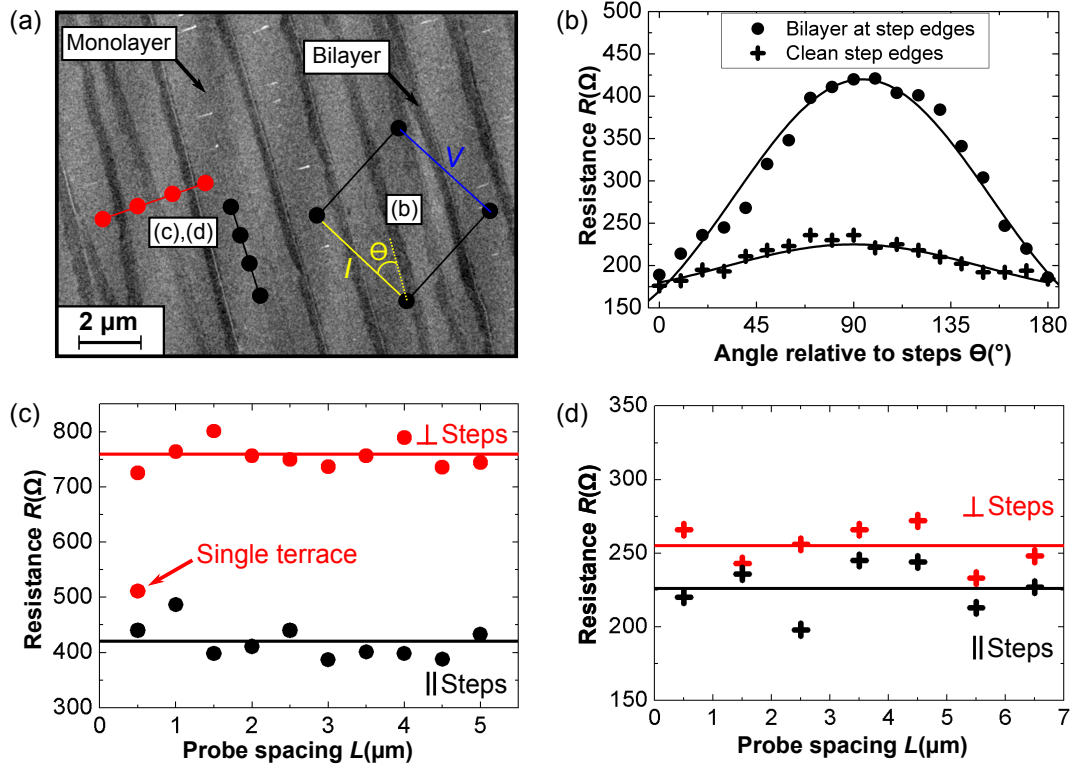 (a)
Monolayer
Bilayer
V
(b)
(c),(d)
I
Θ
2 µm
(b)
500
450
400
350
300
250
200
150
Resistance R(Ω)
Bilayer at step edges
Clean step edges
0 45 90 135 180
Angle relative to steps Θ(°)
(c)
800
700
600
500
400
300
Resistance R(Ω)
⊥Steps
Single terrace
||Steps
0 1 2 3 4 5
Probe spacing L(µm)
(d)
350
300
250
200
150
Resistance R(Ω)
⊥Steps
||Steps
0 1 2 3 4 5 6 7
Probe spacing L(µm)